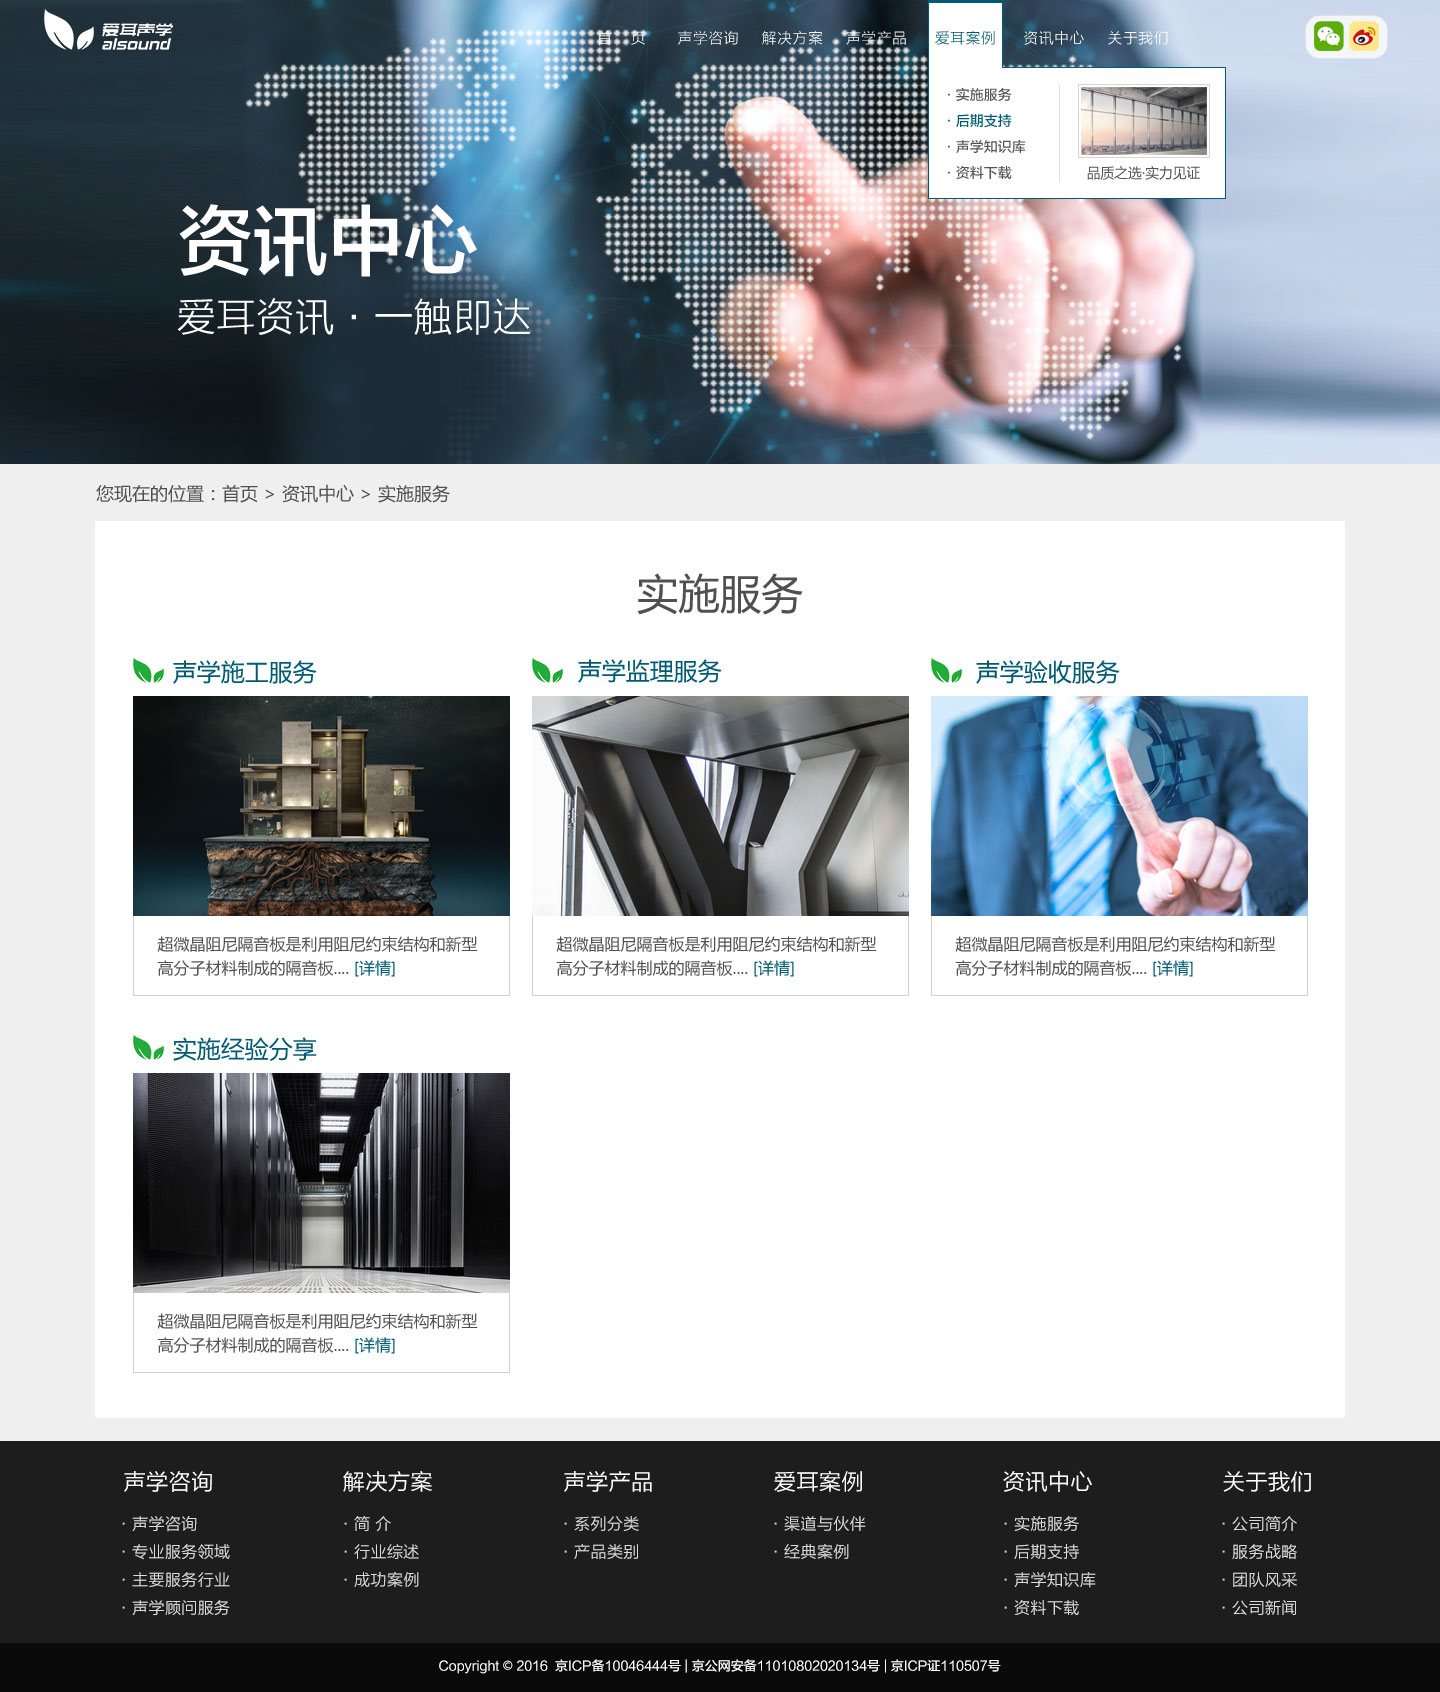 爱耳声学
alsound
首 页 声学咨询 解决方案 声学产品 爱耳案例 资讯中心 关于我们
· 实施服务
· 后期支持
· 声学知识库
· 资料下载
品质之选·实力见证
资讯中心
爱耳资讯 · 一触即达
您现在的位置：首页 > 资讯中心 > 实施服务
实施服务
声学施工服务
超微晶阻尼隔音板是利用阻尼约束结构和新型
高分子材料制成的隔音板.... [详情]
声学监理服务
超微晶阻尼隔音板是利用阻尼约束结构和新型
高分子材料制成的隔音板.... [详情]
声学验收服务
超微晶阻尼隔音板是利用阻尼约束结构和新型
高分子材料制成的隔音板.... [详情]
实施经验分享
超微晶阻尼隔音板是利用阻尼约束结构和新型
高分子材料制成的隔音板.... [详情]
声学咨询
· 声学咨询
· 专业服务领域
· 主要服务行业
· 声学顾问服务
解决方案
· 简 介
· 行业综述
· 成功案例
声学产品
· 系列分类
· 产品类别
爱耳案例
· 渠道与伙伴
· 经典案例
资讯中心
· 实施服务
· 后期支持
· 声学知识库
· 资料下载
关于我们
· 公司简介
· 服务战略
· 团队风采
· 公司新闻
Copyright © 2016 京ICP备10046444号 | 京公网安备11010802020134号 | 京ICP证110507号